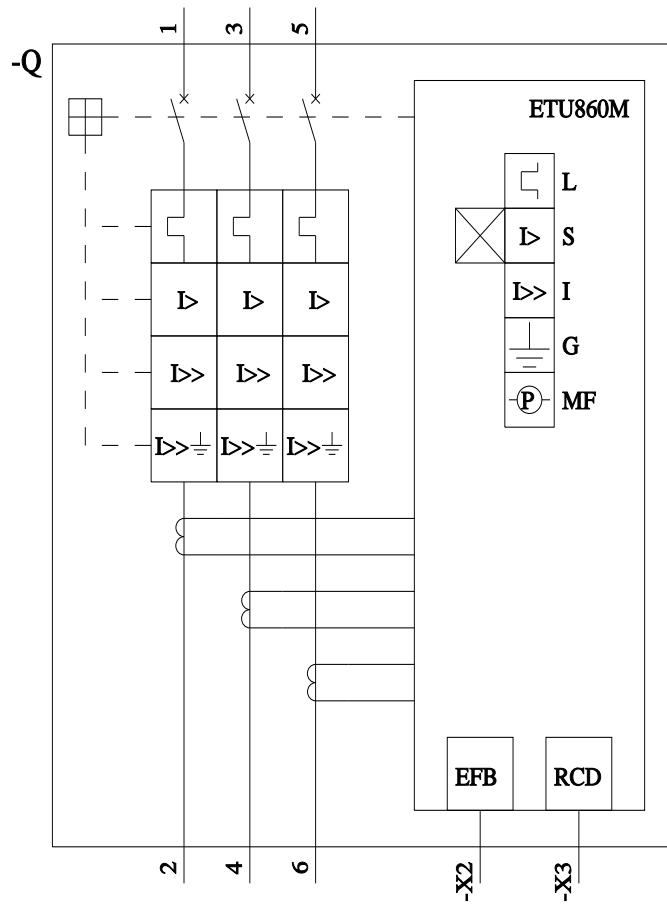 1 3 5
-Q
ETU860M
L
I> S
I> I> I>
I>> I
I>> I>> I>>
G
P MF
I>> I>> I>>
EFB RCD
2 4 6 -X2 -X3